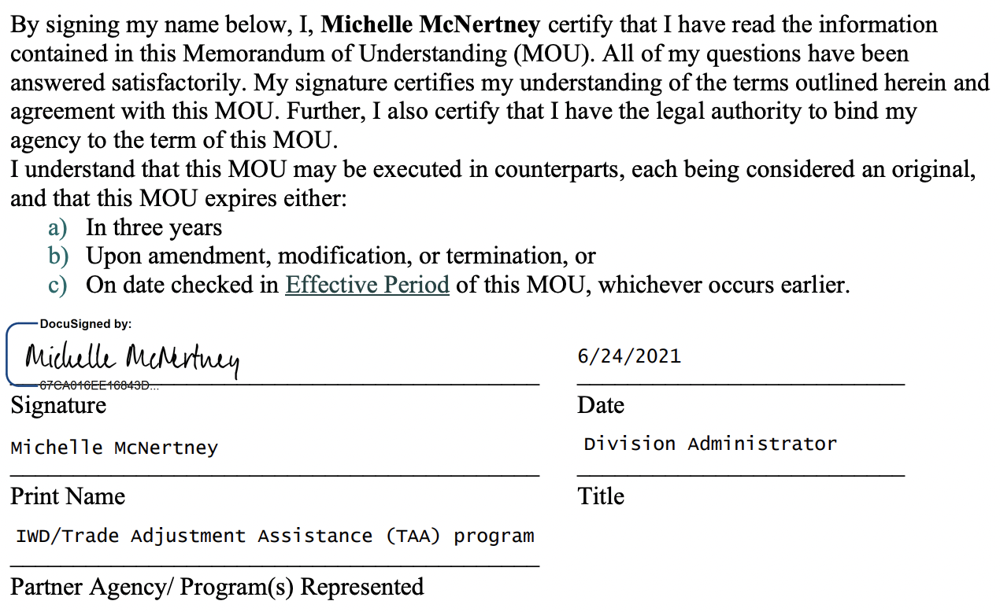 By signing my name below, I, Michelle McNertney certify that I have read the information
contained in this Memorandum of Understanding (MOU). All of my questions have been
answered satisfactorily. My signature certifies my understanding of the terms outlined herein and
agreement with this MOU. Further, I also certify that I have the legal authority to bind my
agency to the term of this MOU.
I understand that this MOU may be executed in counterparts, each being considered an original,
and that this MOU expires either:
a) In three years
b) Upon amendment, modification, or termination, or
c) On date checked in Effective Period of this MOU, whichever occurs earlier.
DocuSigned by:
Michelle McNertney
6/24/2021
67CA016EE16843D...
Signature
Date
Michelle McNertney
Division Administrator
Print Name
Title
IWD/Trade Adjustment Assistance (TAA) program
Partner Agency/ Program(s) Represented